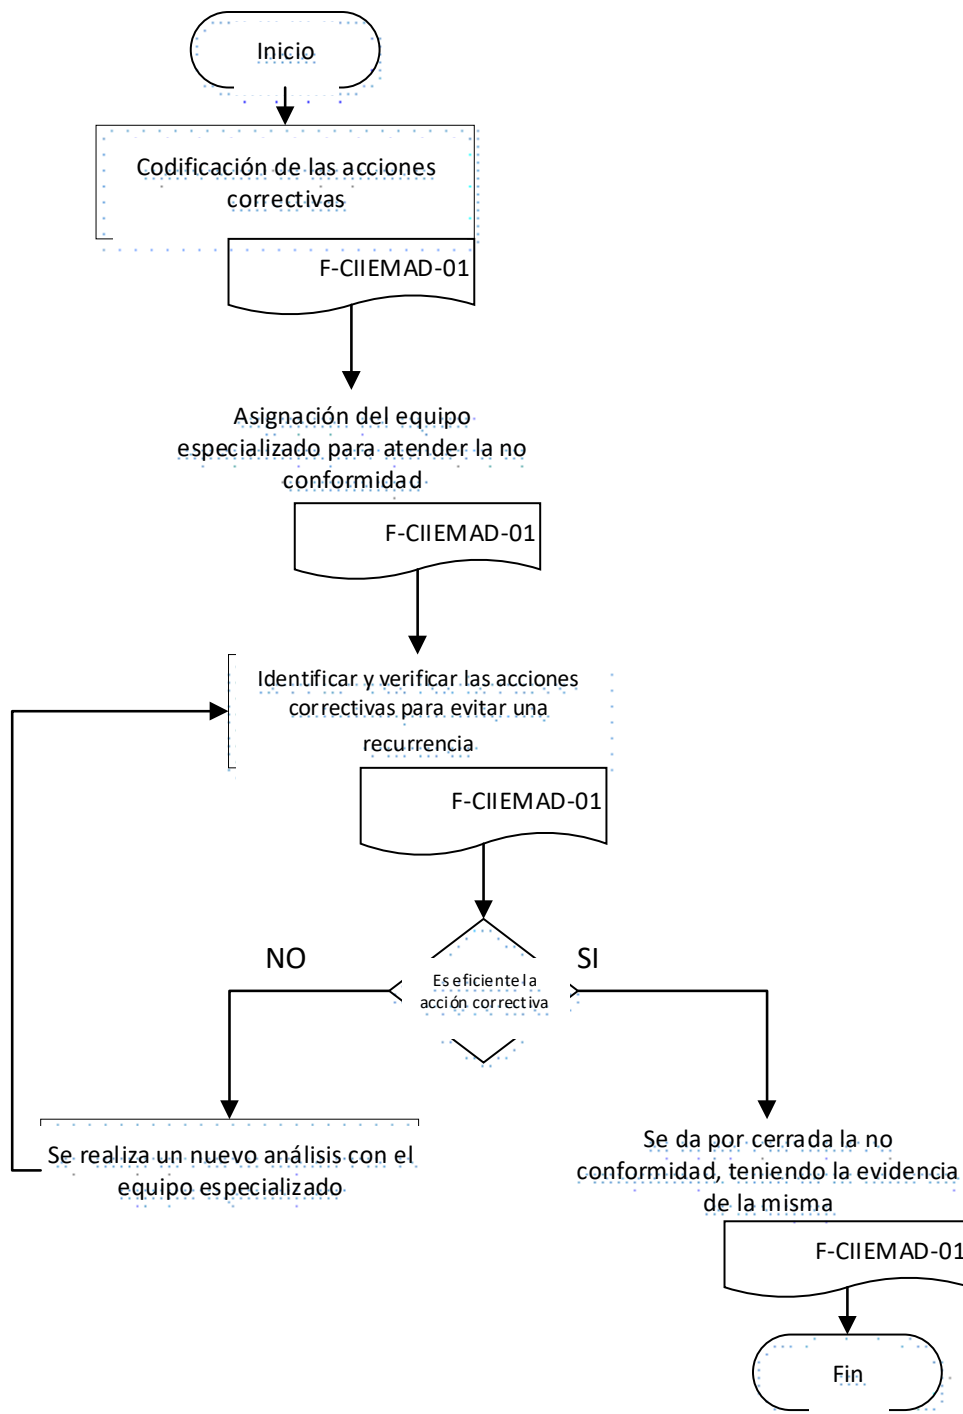 Inicio
Codificación de las acciones
correctivas
F-CIIEMAD-01
Asignación del equipo
especializado para atender la no
conformidad
F-CIIEMAD-01
Identificar y verificar las acciones
correctivas para evitar una
recurrencia
F-CIIEMAD-01
NO
SI
Es eficiente la
acción correctiva
Se realiza un nuevo análisis con el
equipo especializado
Se da por cerrada la no
conformidad, teniendo la evidencia
de la misma
F-CIIEMAD-01
Fin